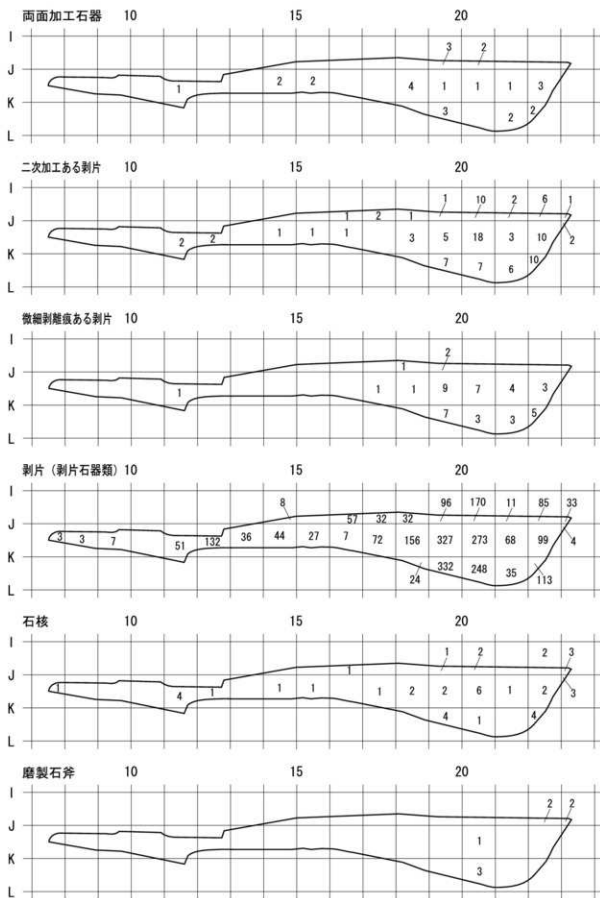 両面加工石器 10 15 20
I 3 2
J 1 2 2 4 1 1 1 3
K 3 2 2
L
二次加工ある剥片 10 15 20
I 1 10 2 6 1
J 1 2 1
2 2 1 1 1 3 5 18 3 10 2
K 7 7 6 10
L
微細剥離痕ある剥片 10 15 20
I 2
J 1
1 1 1 9 7 4 3
K 7 3 3 5
L
剥片（剥片石器類） 10 15 20
I 8 96 170 11 85 33
J 57 32 32
3 3 7 51 132 36 44 27 7 72 156 327 273 68 99 4
K 24 332 248 35 113
L
石核 10 15 20
I 1 2 2 3
J 1
1 4 1 1 1 1 2 2 6 1 2 3
K 4 1 4
L
磨製石斧 10 15 20
I 2 2
J 1
K 3
L